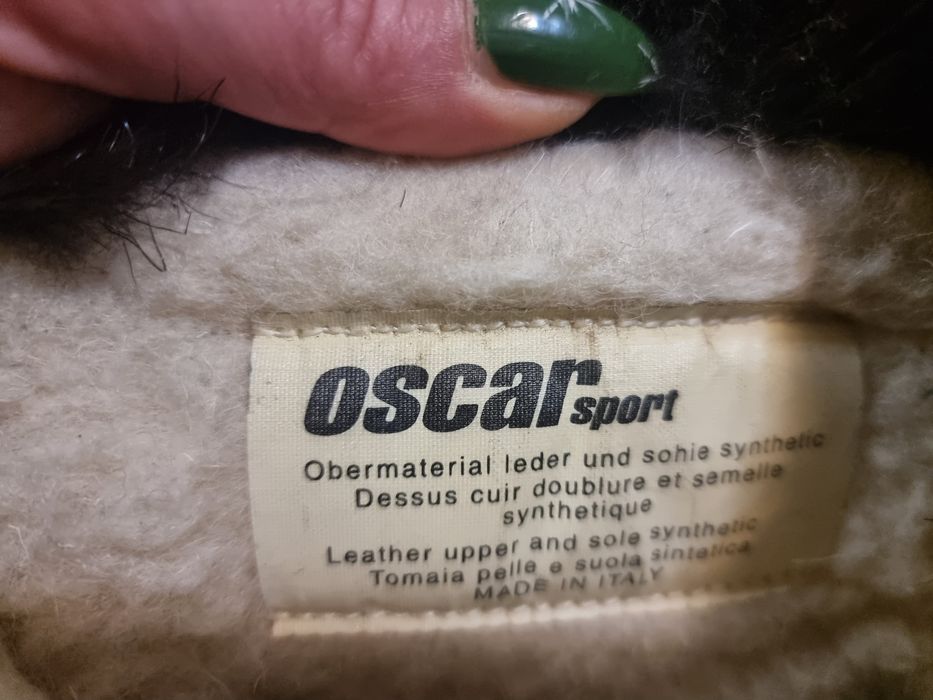 oscar sport
Obermaterial leder und sohie synthetic
Dessus cuir doublure et semelle
synthetique
Leather upper and sole synthetic
Tomaia pelle e suola sintetica
MADE IN ITALY